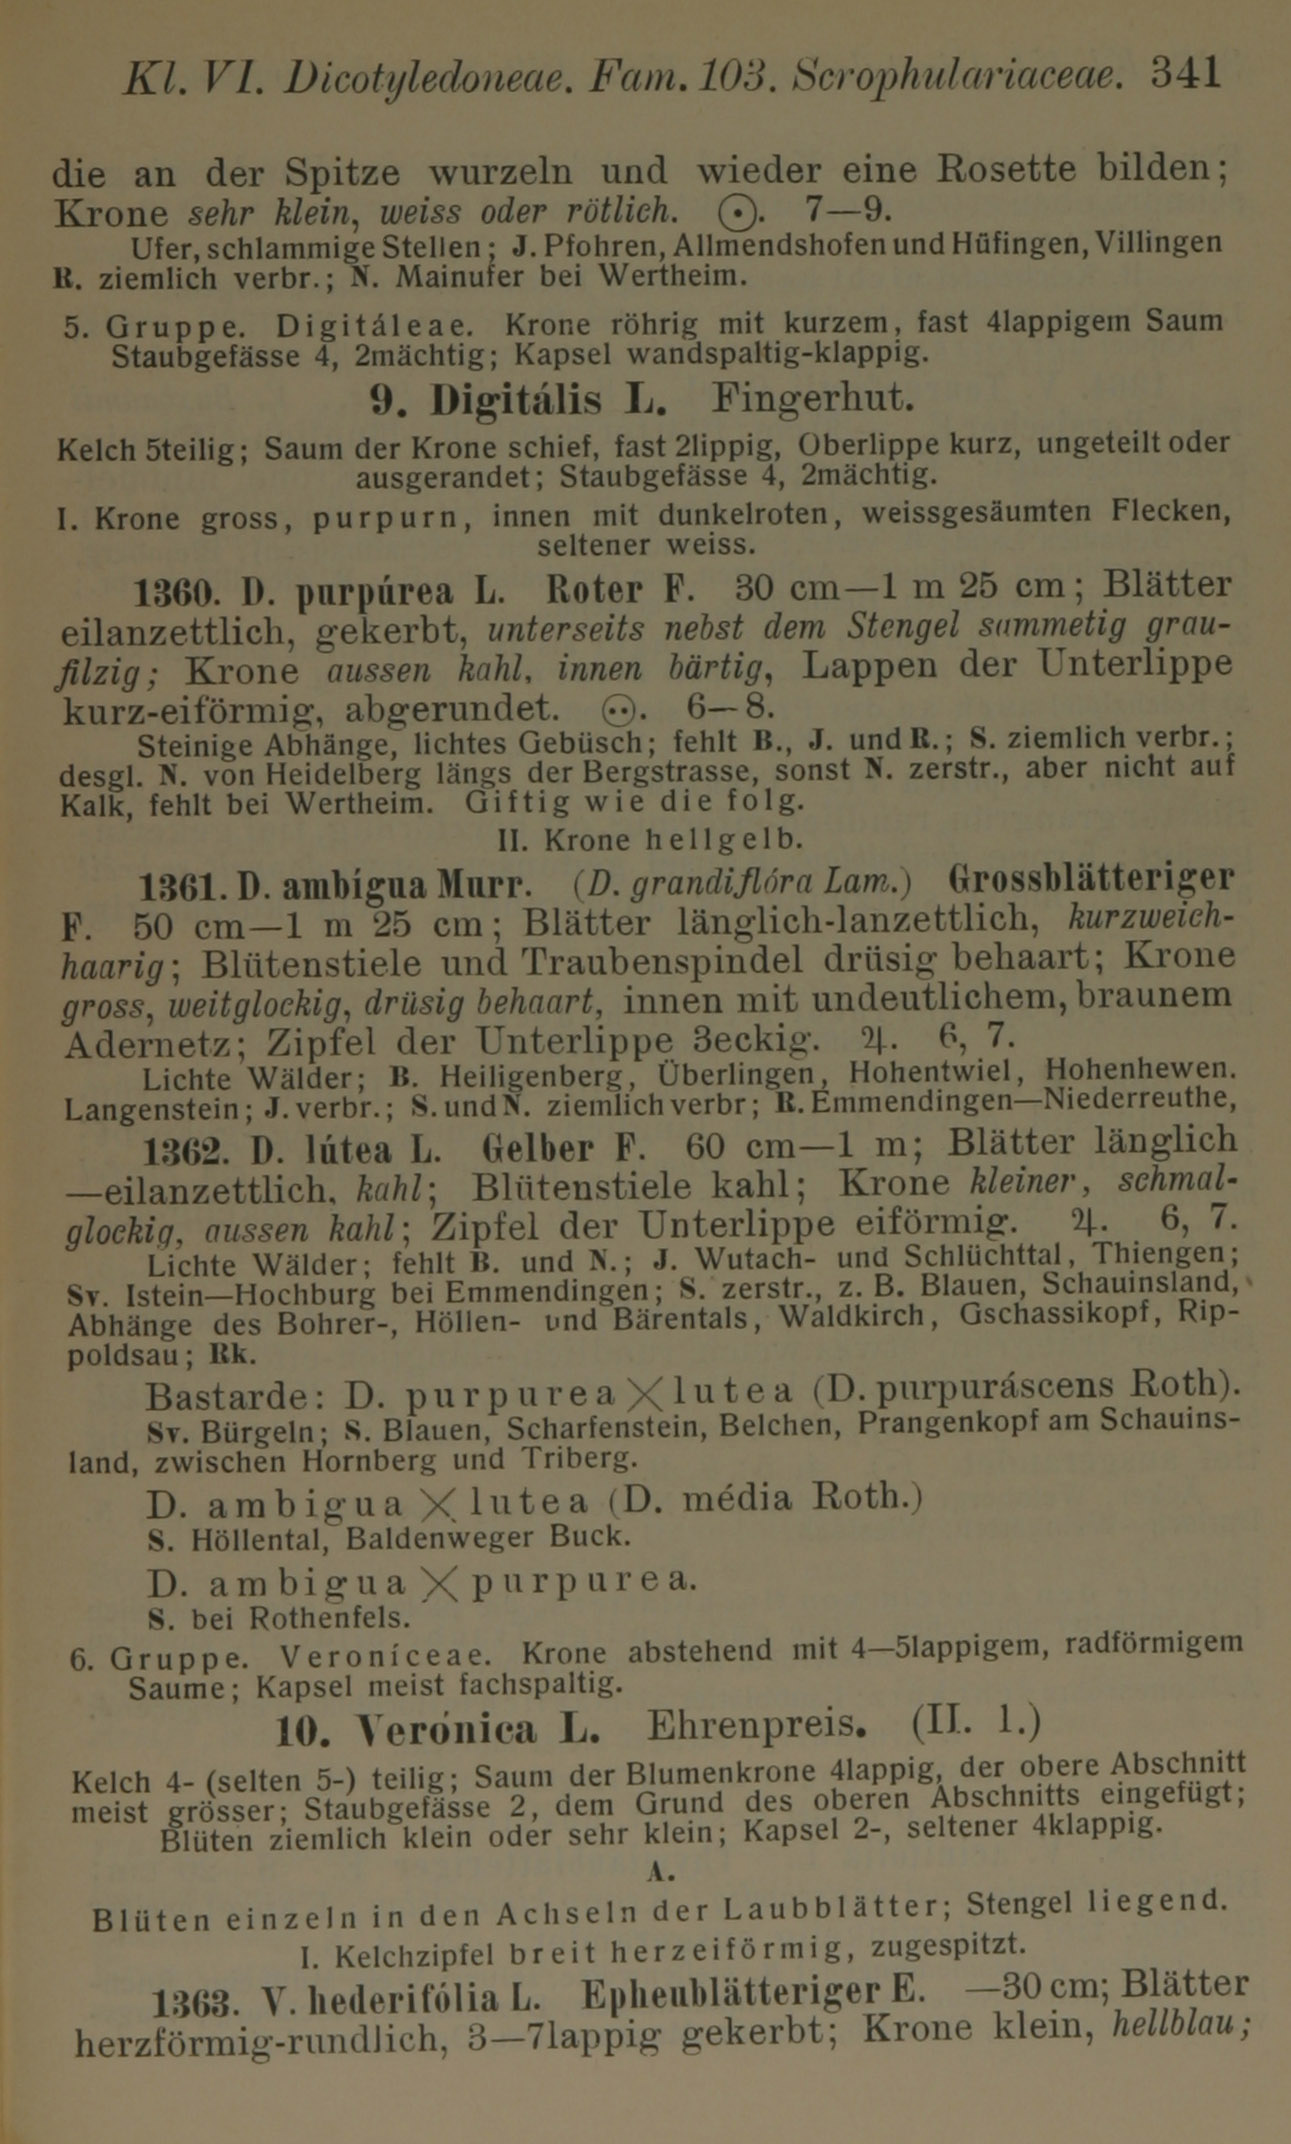 Kl. VI. Dicotyledoneae. Fam. 103. Scrophulariaceae. 341
die an der Spitze wurzeln und wieder eine Rosette bilden;
Krone sehr klein, weiss oder rötlich. ⊙. 7—9.
Ufer, schlammige Stellen; J. Pfohren, Allmendshofen und Hüfingen, Villingen
R. ziemlich verbr.; N. Mainufer bei Wertheim.
5. Gruppe. Digitáleae. Krone röhrig mit kurzem, fast 4lappigem Saum
Staubgefässe 4, 2mächtig; Kapsel wandspaltig-klappig.
9. Digitális L. Fingerhut.
Kelch 5teilig; Saum der Krone schief, fast 2lippig, Oberlippe kurz, ungeteilt oder
ausgerandet; Staubgefässe 4, 2mächtig.
I. Krone gross, purpurn, innen mit dunkelroten, weissgesäumten Flecken,
seltener weiss.
1360. D. purpúrea L. Roter F. 30 cm—1 m 25 cm; Blätter
eilanzettlich, gekerbt, unterseits nebst dem Stengel sammetig grau-
filzig; Krone aussen kahl, innen bärtig, Lappen der Unterlippe
kurz-eiförmig, abgerundet. ⚇. 6—8.
Steinige Abhänge, lichtes Gebüsch; fehlt B., J. und R.; S. ziemlich verbr.;
desgl. N. von Heidelberg längs der Bergstrasse, sonst N. zerstr., aber nicht auf
Kalk, fehlt bei Wertheim. Giftig wie die folg.
II. Krone hellgelb.
1361. D. ambígua Murr. (D. grandiflóra Lam.) Grossblätteriger
F. 50 cm—1 m 25 cm; Blätter länglich-lanzettlich, kurzweich-
haarig; Blütenstiele und Traubenspindel drüsig behaart; Krone
gross, weitglockig, drüsig behaart, innen mit undeutlichem, braunem
Adernetz; Zipfel der Unterlippe 3eckig. ♃. 6, 7.
Lichte Wälder; B. Heiligenberg, Überlingen, Hohentwiel, Hohenhewen.
Langenstein; J. verbr.; S. und N. ziemlich verbr; R. Emmendingen—Niederreuthe,
1362. D. lútea L. Gelber F. 60 cm—1 m; Blätter länglich
—eilanzettlich, kahl; Blütenstiele kahl; Krone kleiner, schmal-
glockig, aussen kahl; Zipfel der Unterlippe eiförmig. ♃. 6, 7.
Lichte Wälder; fehlt B. und N.; J. Wutach- und Schlüchttal, Thiengen;
Sv. Istein—Hochburg bei Emmendingen; S. zerstr., z. B. Blauen, Schauinsland,
Abhänge des Bohrer-, Höllen- und Bärentals, Waldkirch, Gschassikopf, Rip-
poldsau; Rk.
Bastarde: D. purpurea╳lutea (D. purpuráscens Roth).
Sv. Bürgeln; S. Blauen, Scharfenstein, Belchen, Prangenkopf am Schauins-
land, zwischen Hornberg und Triberg.
D. ambigua╳lutea (D. média Roth.)
S. Höllental, Baldenweger Buck.
D. ambigua╳purpurea.
S. bei Rothenfels.
6. Gruppe. Veroníceae. Krone abstehend mit 4—5lappigem, radförmigem
Saume; Kapsel meist fachspaltig.
10. Verónica L. Ehrenpreis. (II. 1.)
Kelch 4- (selten 5-) teilig; Saum der Blumenkrone 4lappig, der obere Abschnitt
meist grösser; Staubgefässe 2, dem Grund des oberen Abschnitts eingefügt;
Blüten ziemlich klein oder sehr klein; Kapsel 2-, seltener 4klappig.
A.
Blüten einzeln in den Achseln der Laubblätter; Stengel liegend.
I. Kelchzipfel breit herzeiförmig, zugespitzt.
1363. V. hederifólia L. Epheublätteriger E. —30 cm; Blätter
herzförmig-rundlich, 3—7lappig gekerbt; Krone klein, hellblau;